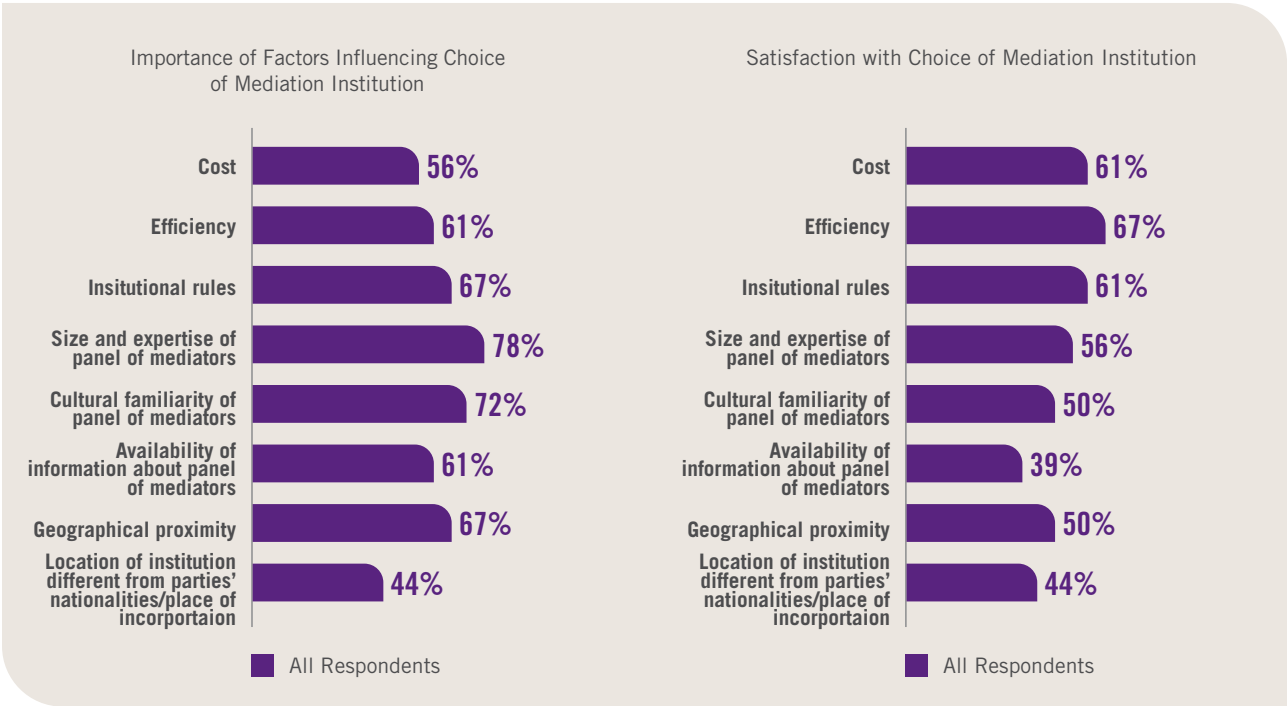 Importance of Factors Influencing Choice
of Mediation Institution
Cost
56%
Efficiency
61%
Insitutional rules
67%
Size and expertise of
panel of mediators
78%
Cultural familiarity of
panel of mediators
72%
Availability of
information about panel
of mediators
61%
Geographical proximity
67%
Location of institution
different from parties’
nationalities/place of
incorportaion
44%
All Respondents
Satisfaction with Choice of Mediation Institution
Cost
61%
Efficiency
67%
Insitutional rules
61%
Size and expertise of
panel of mediators
56%
Cultural familiarity of
panel of mediators
50%
Availability of
information about panel
of mediators
39%
Geographical proximity
50%
Location of institution
different from parties’
nationalities/place of
incorportaion
44%
All Respondents